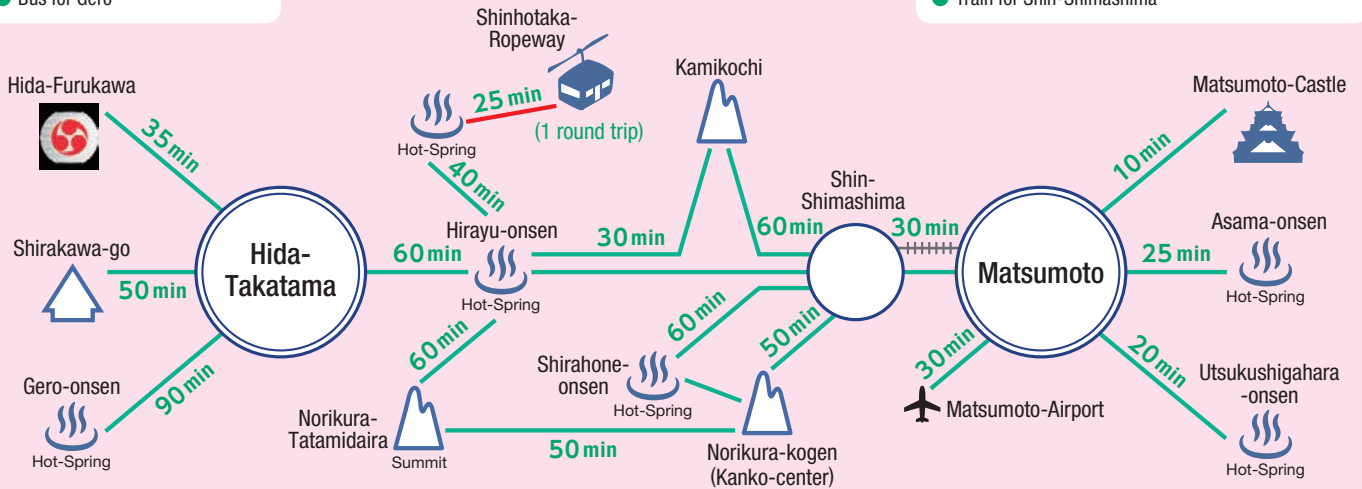 Bus for Gero
Train for Shin-Shimashima
Shinhotaka-
Ropeway
25 min
(1 round trip)
Hot-Spring
40 min
Kamikochi
Hida-Furukawa
35 min
Matsumoto-Castle
10 min
Shirakawa-go
50 min
Hida-
Takatama
60 min
Hirayu-onsen
Hot-Spring
30 min
60 min
Shin-
Shimashima
30 min
Matsumoto
Asama-onsen
25 min
Hot-Spring
Gero-onsen
90 min
Hot-Spring
60 min
Norikura-
Tatamidaira
Summit
50 min
Shirahone-
onsen
Hot-Spring
60 min
50 min
Norikura-kogen
(Kanko-center)
30 min
Matsumoto-Airport
20 min
Utsukushigahara
-onsen
Hot-Spring